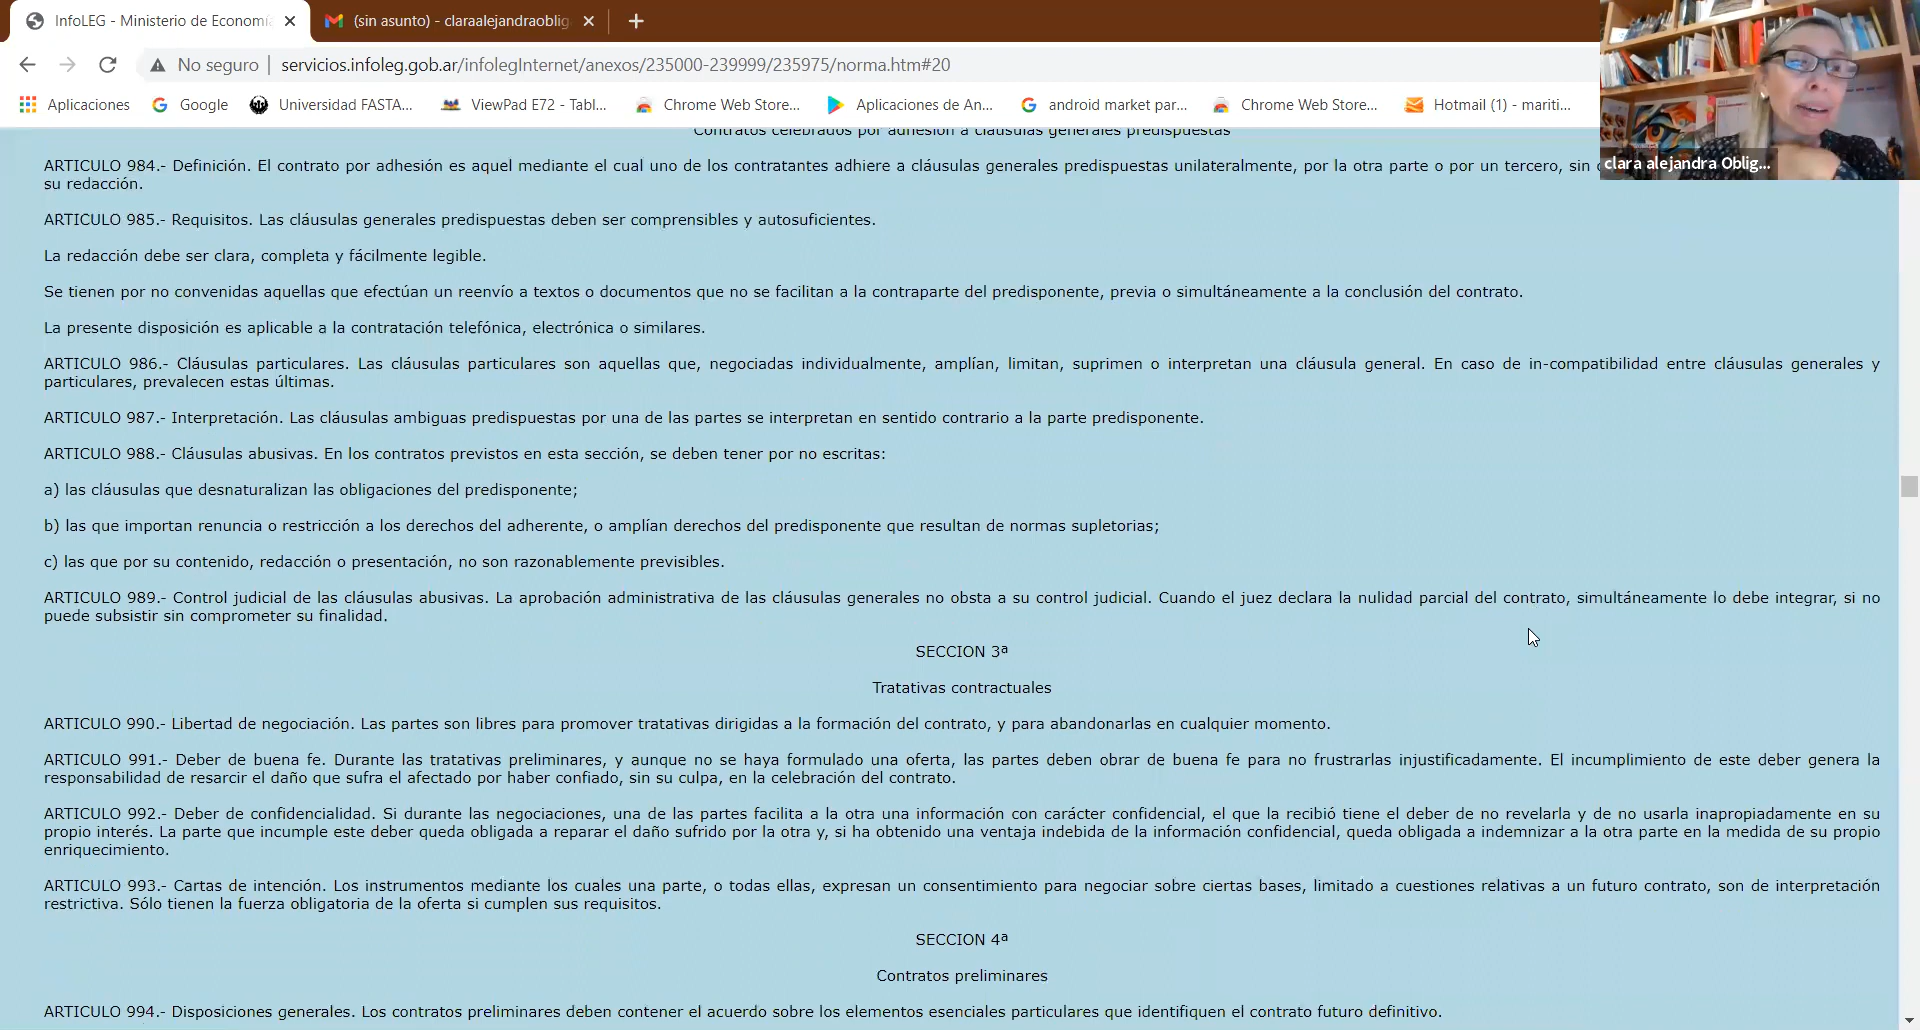 InfoLEG - Ministerio de Economía
(sin asunto) - claraalejandraoblig
No seguro | servicios.infoleg.gob.ar/infolegInternet/anexos/235000-239999/235975/norma.htm#20
Aplicaciones Google Universidad FASTA... ViewPad E72 - Tabl... Chrome Web Store... Aplicaciones de An... android market par... Chrome Web Store... Hotmail (1) - mariti...
clara alejandra Oblig...
Contratos celebrados por adhesión a cláusulas generales predispuestas
ARTICULO 984.- Definición. El contrato por adhesión es aquel mediante el cual uno de los contratantes adhiere a cláusulas generales predispuestas unilateralmente, por la otra parte o por un tercero, sin
su redacción.
ARTICULO 985.- Requisitos. Las cláusulas generales predispuestas deben ser comprensibles y autosuficientes.
La redacción debe ser clara, completa y fácilmente legible.
Se tienen por no convenidas aquellas que efectúan un reenvío a textos o documentos que no se facilitan a la contraparte del predisponente, previa o simultáneamente a la conclusión del contrato.
La presente disposición es aplicable a la contratación telefónica, electrónica o similares.
ARTICULO 986.- Cláusulas particulares. Las cláusulas particulares son aquellas que, negociadas individualmente, amplían, limitan, suprimen o interpretan una cláusula general. En caso de in-compatibilidad entre cláusulas generales y
particulares, prevalecen estas últimas.
ARTICULO 987.- Interpretación. Las cláusulas ambiguas predispuestas por una de las partes se interpretan en sentido contrario a la parte predisponente.
ARTICULO 988.- Cláusulas abusivas. En los contratos previstos en esta sección, se deben tener por no escritas:
a) las cláusulas que desnaturalizan las obligaciones del predisponente;
b) las que importan renuncia o restricción a los derechos del adherente, o amplían derechos del predisponente que resultan de normas supletorias;
c) las que por su contenido, redacción o presentación, no son razonablemente previsibles.
ARTICULO 989.- Control judicial de las cláusulas abusivas. La aprobación administrativa de las cláusulas generales no obsta a su control judicial. Cuando el juez declara la nulidad parcial del contrato, simultáneamente lo debe integrar, si no
puede subsistir sin comprometer su finalidad.
SECCION 3ª
Tratativas contractuales
ARTICULO 990.- Libertad de negociación. Las partes son libres para promover tratativas dirigidas a la formación del contrato, y para abandonarlas en cualquier momento.
ARTICULO 991.- Deber de buena fe. Durante las tratativas preliminares, y aunque no se haya formulado una oferta, las partes deben obrar de buena fe para no frustrarlas injustificadamente. El incumplimiento de este deber genera la
responsabilidad de resarcir el daño que sufra el afectado por haber confiado, sin su culpa, en la celebración del contrato.
ARTICULO 992.- Deber de confidencialidad. Si durante las negociaciones, una de las partes facilita a la otra una información con carácter confidencial, el que la recibió tiene el deber de no revelarla y de no usarla inapropiadamente en su
propio interés. La parte que incumple este deber queda obligada a reparar el daño sufrido por la otra y, si ha obtenido una ventaja indebida de la información confidencial, queda obligada a indemnizar a la otra parte en la medida de su propio
enriquecimiento.
ARTICULO 993.- Cartas de intención. Los instrumentos mediante los cuales una parte, o todas ellas, expresan un consentimiento para negociar sobre ciertas bases, limitado a cuestiones relativas a un futuro contrato, son de interpretación
restrictiva. Sólo tienen la fuerza obligatoria de la oferta si cumplen sus requisitos.
SECCION 4ª
Contratos preliminares
ARTICULO 994.- Disposiciones generales. Los contratos preliminares deben contener el acuerdo sobre los elementos esenciales particulares que identifiquen el contrato futuro definitivo.